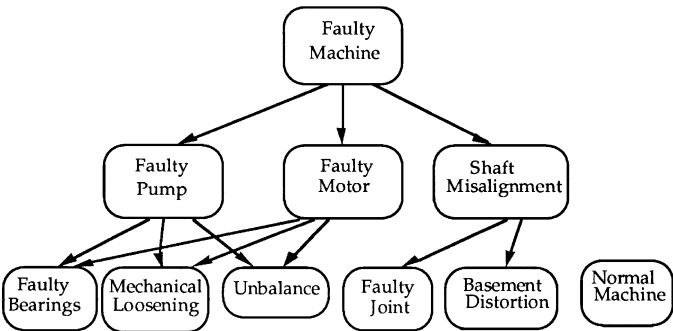 Faulty
Machine
Faulty
Pump
Faulty
Motor
Shaft
Misalignment
Faulty
Bearings
Mechanical
Loosening
Unbalance
Faulty
Joint
Basement
Distortion
Normal
Machine